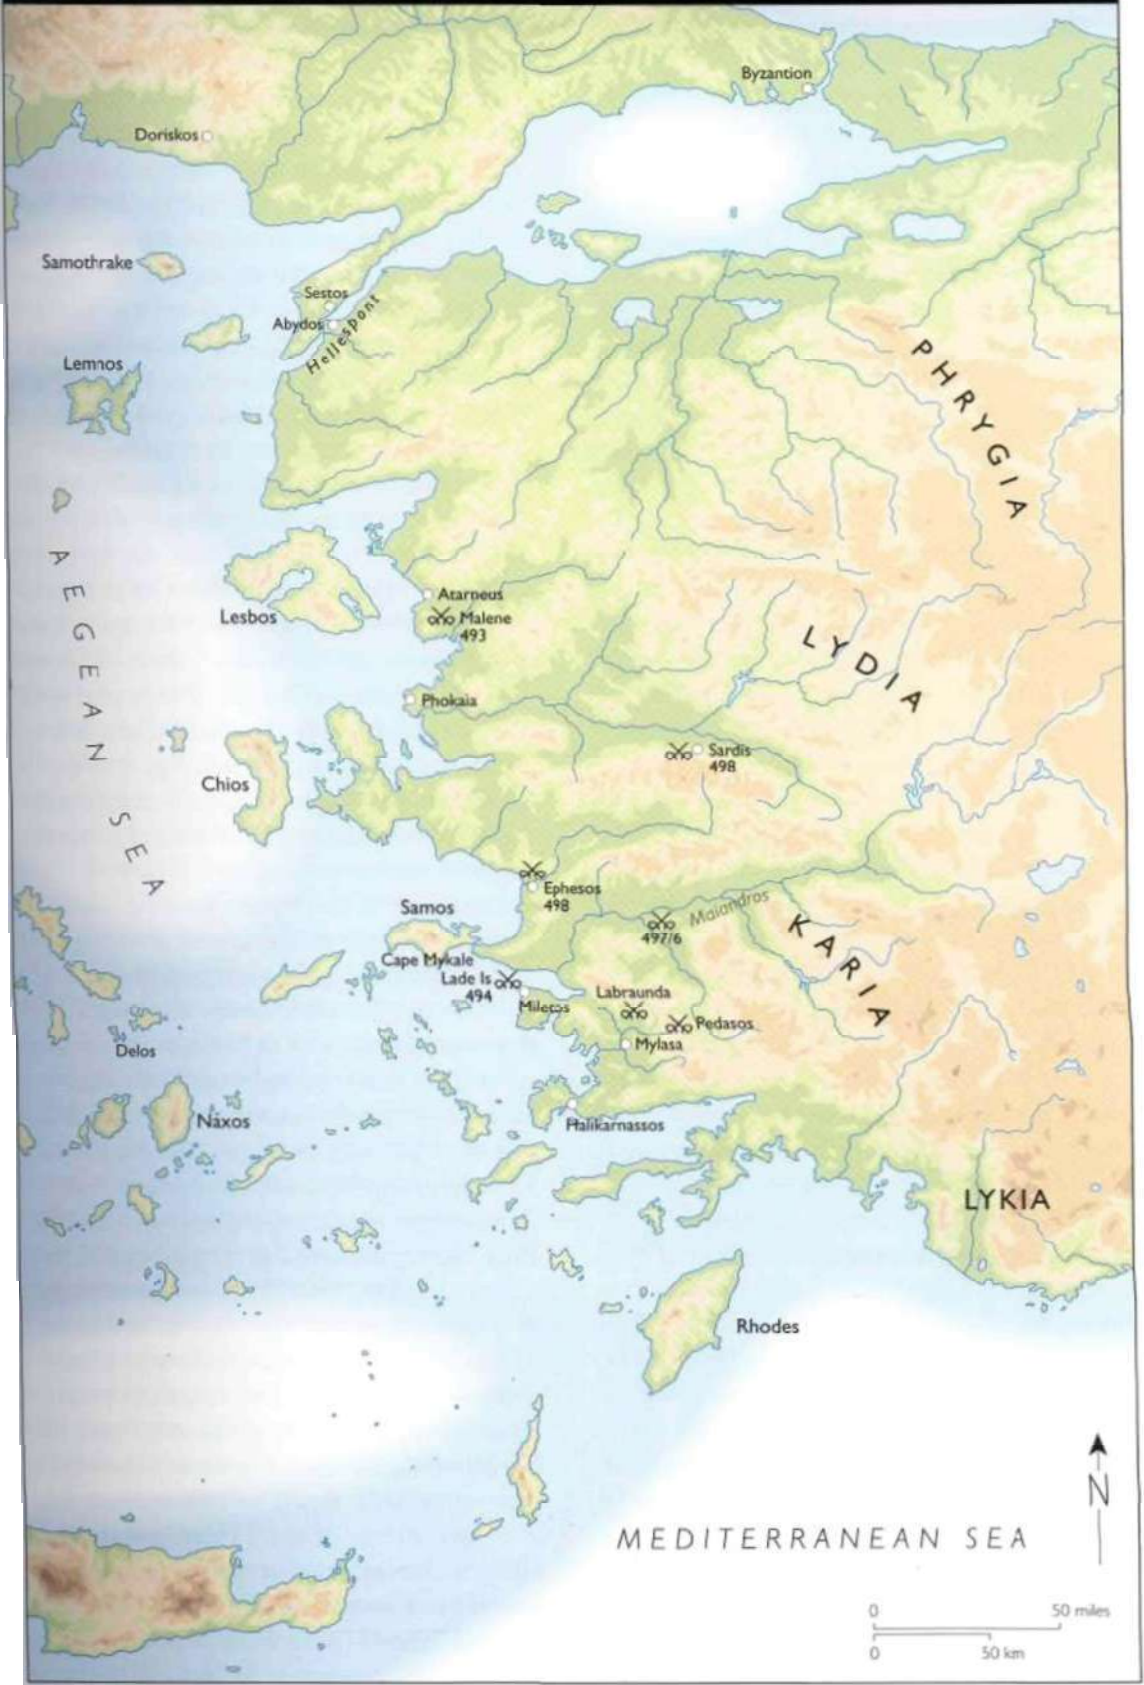 Byzantion
Doriskos
Samothrake
Sestos
Abydos
Hellespont
Lemnos
PHRYGIA
AEGEAN SEA
Atarneus
Lesbos
Malene
493
LYDIA
Phokaia
Sardis
498
Chios
Ephesos
498
Maiandros
Samos
497/6
KARIA
Cape Mykale
Lade Is
494
Miletos
Labraunda
Pedasos
Mylasa
Delos
Naxos
Halikarnassos
LYKIA
Rhodes
N
MEDITERRANEAN SEA
0 50 miles
0 50 km